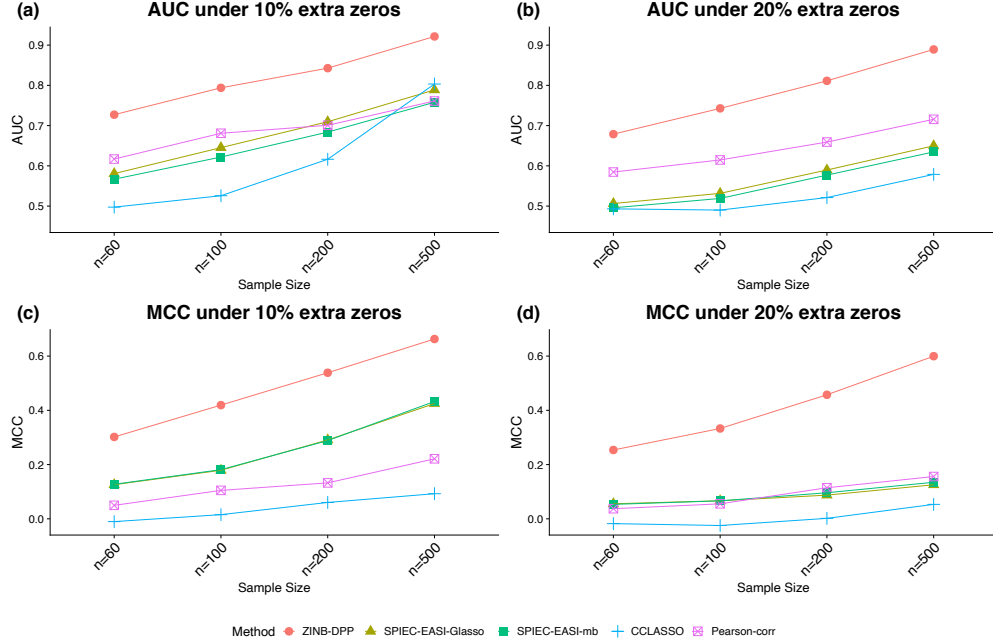 (a) AUC under 10% extra zeros
0.9
0.8
0.7
0.6
0.5
AUC
n=60
n=100
n=200
n=500
Sample Size
(b) AUC under 20% extra zeros
0.9
0.8
0.7
0.6
0.5
AUC
n=60
n=100
n=200
n=500
Sample Size
(c) MCC under 10% extra zeros
0.6
0.4
0.2
0.0
MCC
n=60
n=100
n=200
n=500
Sample Size
(d) MCC under 20% extra zeros
0.6
0.4
0.2
0.0
MCC
n=60
n=100
n=200
n=500
Sample Size
Method ZINB-DPP SPIEC-EASI-Glasso SPIEC-EASI-mb CCLASSO Pearson-corr